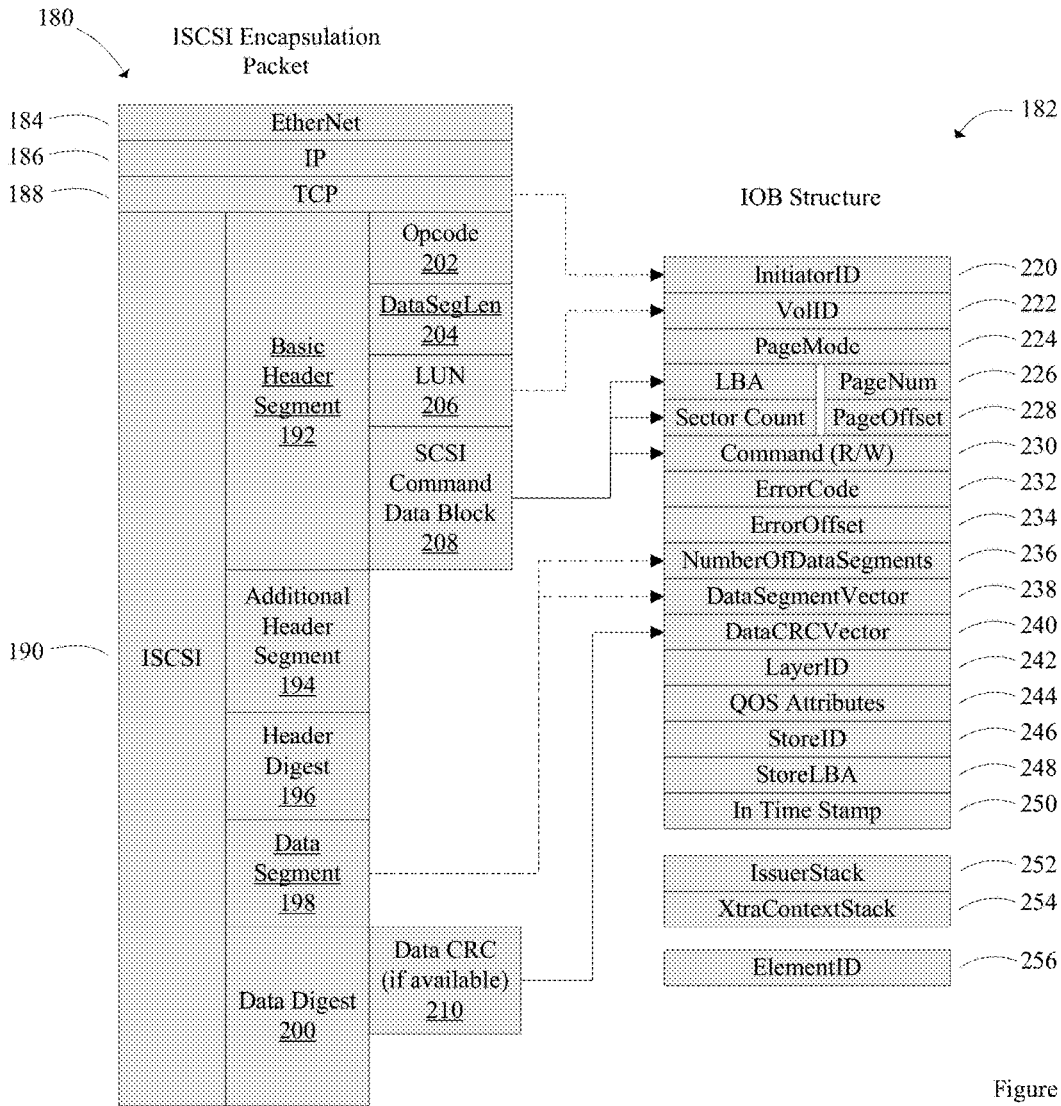 180
ISCSI Encapsulation
Packet
184
EtherNet
186
IP
188
TCP
Opcode
202
DataSegLen
204
Basic
Header
Segment
192
LUN
206
SCSI
Command
Data Block
208
190
ISCSI
Additional
Header
Segment
194
Header
Digest
196
Data
Segment
198
Data Digest
200
Data CRC
(if available)
210
182
IOB Structure
InitiatorID
220
VolID
222
PageMode
224
LBA
PageNum
226
Sector Count
PageOffset
228
Command (R/W)
230
ErrorCode
232
ErrorOffset
234
NumberOfDataSegments
236
DataSegmentVector
238
DataCRCVector
240
LayerID
242
QOS Attributes
244
StoreID
246
StoreLBA
248
In Time Stamp
250
IssuerStack
252
XtraContextStack
254
ElementID
256
Figure